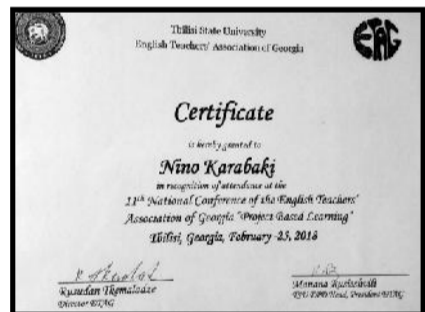 Tbilisi State University
English Teachers' Association of Georgia
ETAG
Certificate
is hereby granted to
Nino Karabaki
in recognition of attendance at the
11th National Conference of the English Teachers'
Association of Georgia "Project Based Learning"
Tbilisi, Georgia, February -25, 2018
Rusudan Tkemaladze
Director ETAG
Manana
President ETAG